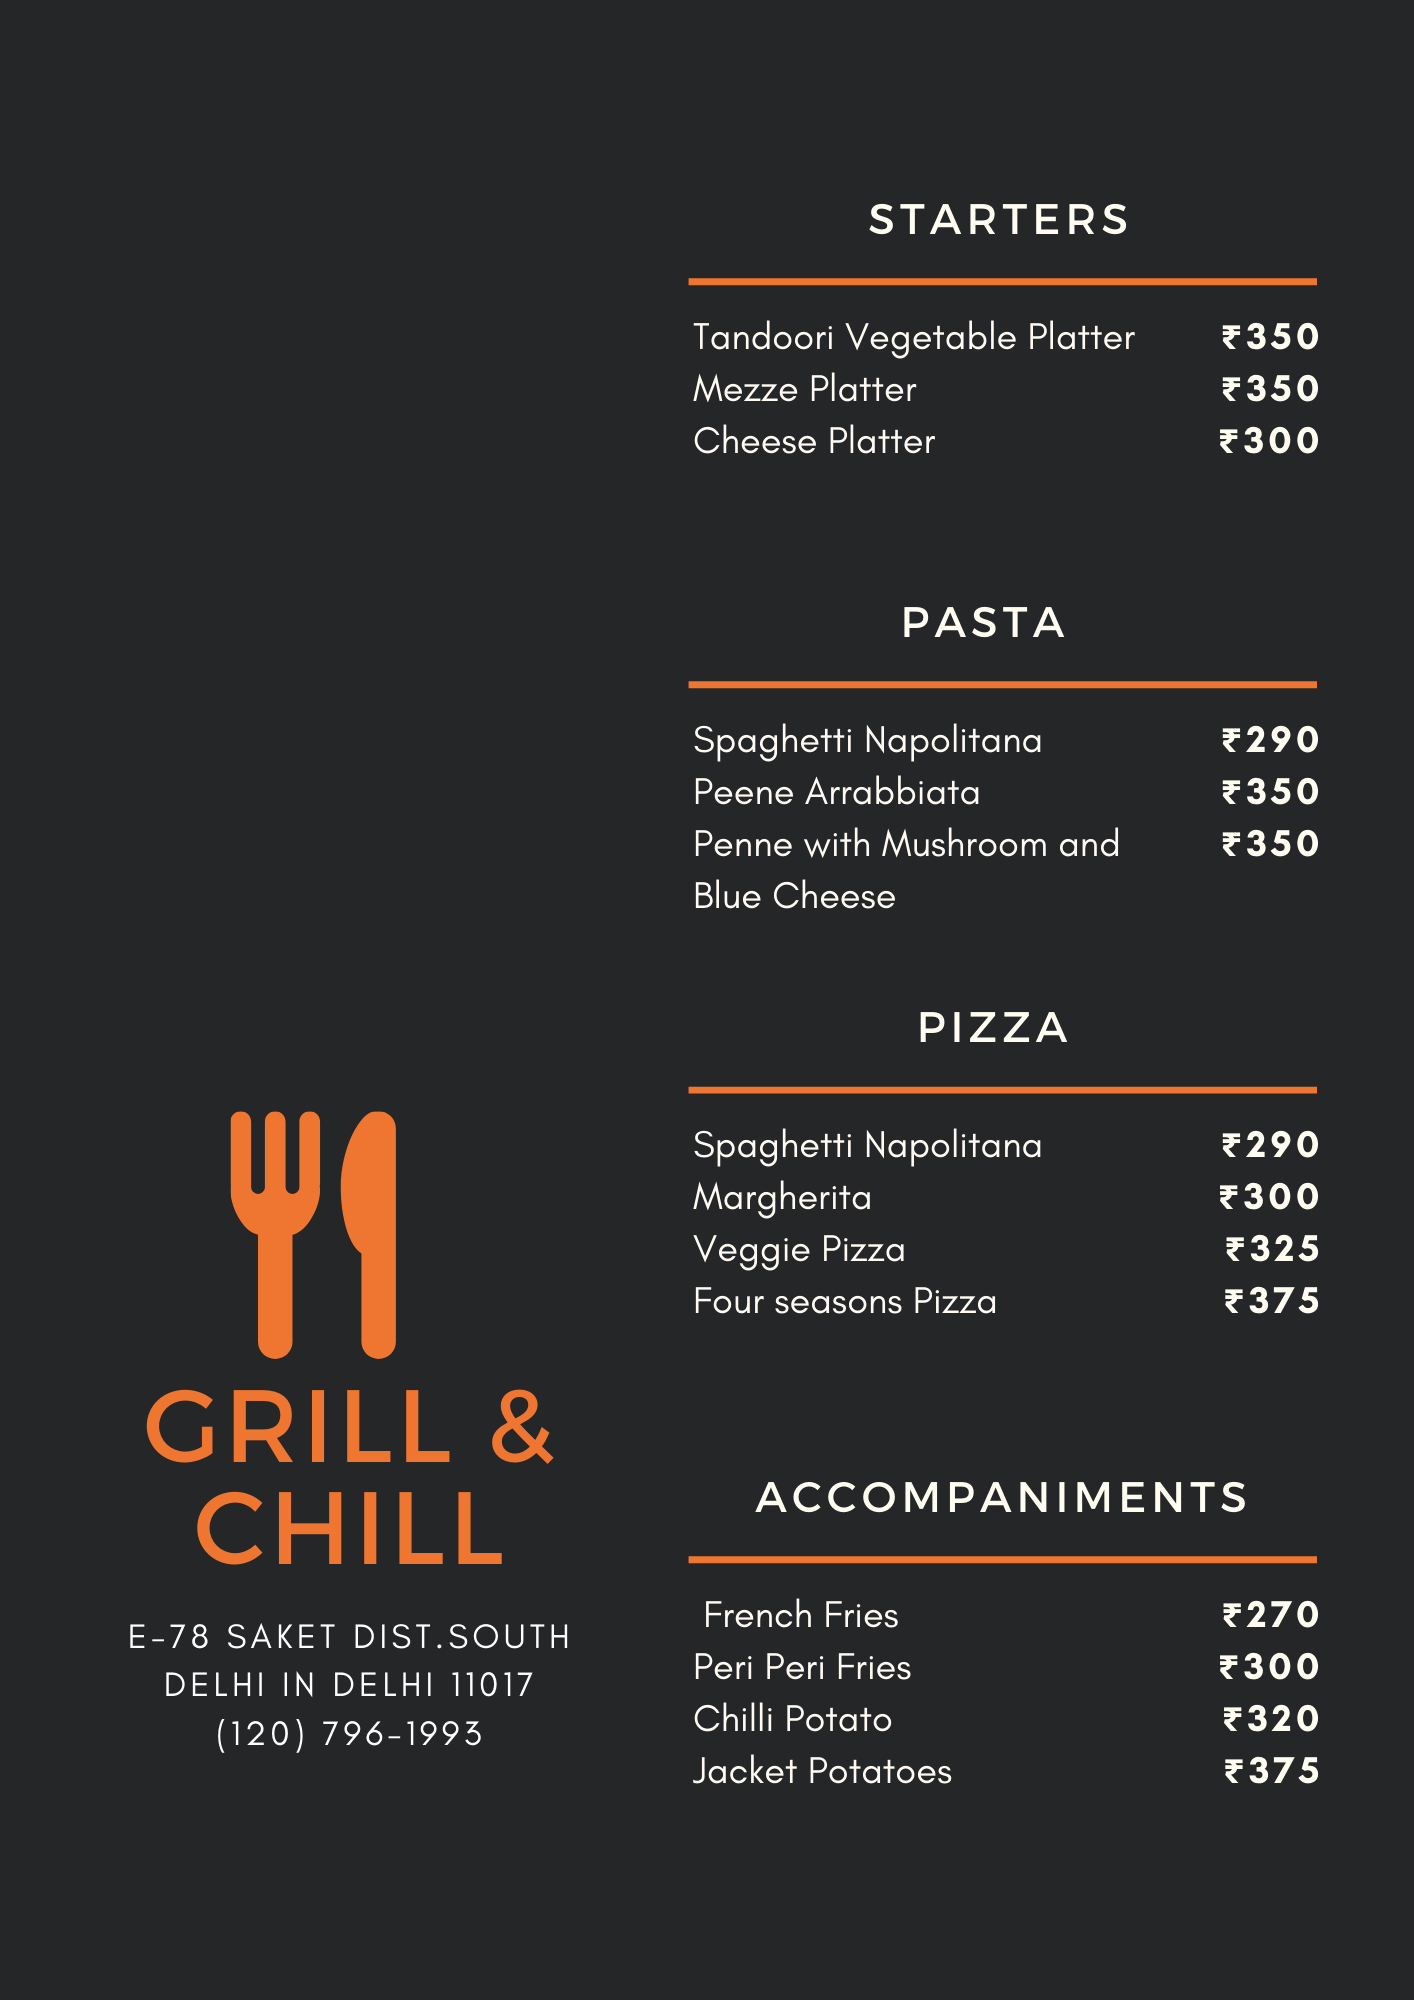 STARTERS
Tandoori Vegetable Platter ₹350
Mezze Platter ₹350
Cheese Platter ₹300
PASTA
Spaghetti Napolitana ₹290
Peene Arrabbiata ₹350
Penne with Mushroom and ₹350
Blue Cheese
PIZZA
Spaghetti Napolitana ₹290
Margherita ₹300
Veggie Pizza ₹325
Four seasons Pizza ₹375
ACCOMPANIMENTS
French Fries ₹270
Peri Peri Fries ₹300
Chilli Potato ₹320
Jacket Potatoes ₹375
GRILL &
CHILL
E-78 SAKET DIST.SOUTH
DELHI IN DELHI 11017
(120) 796-1993